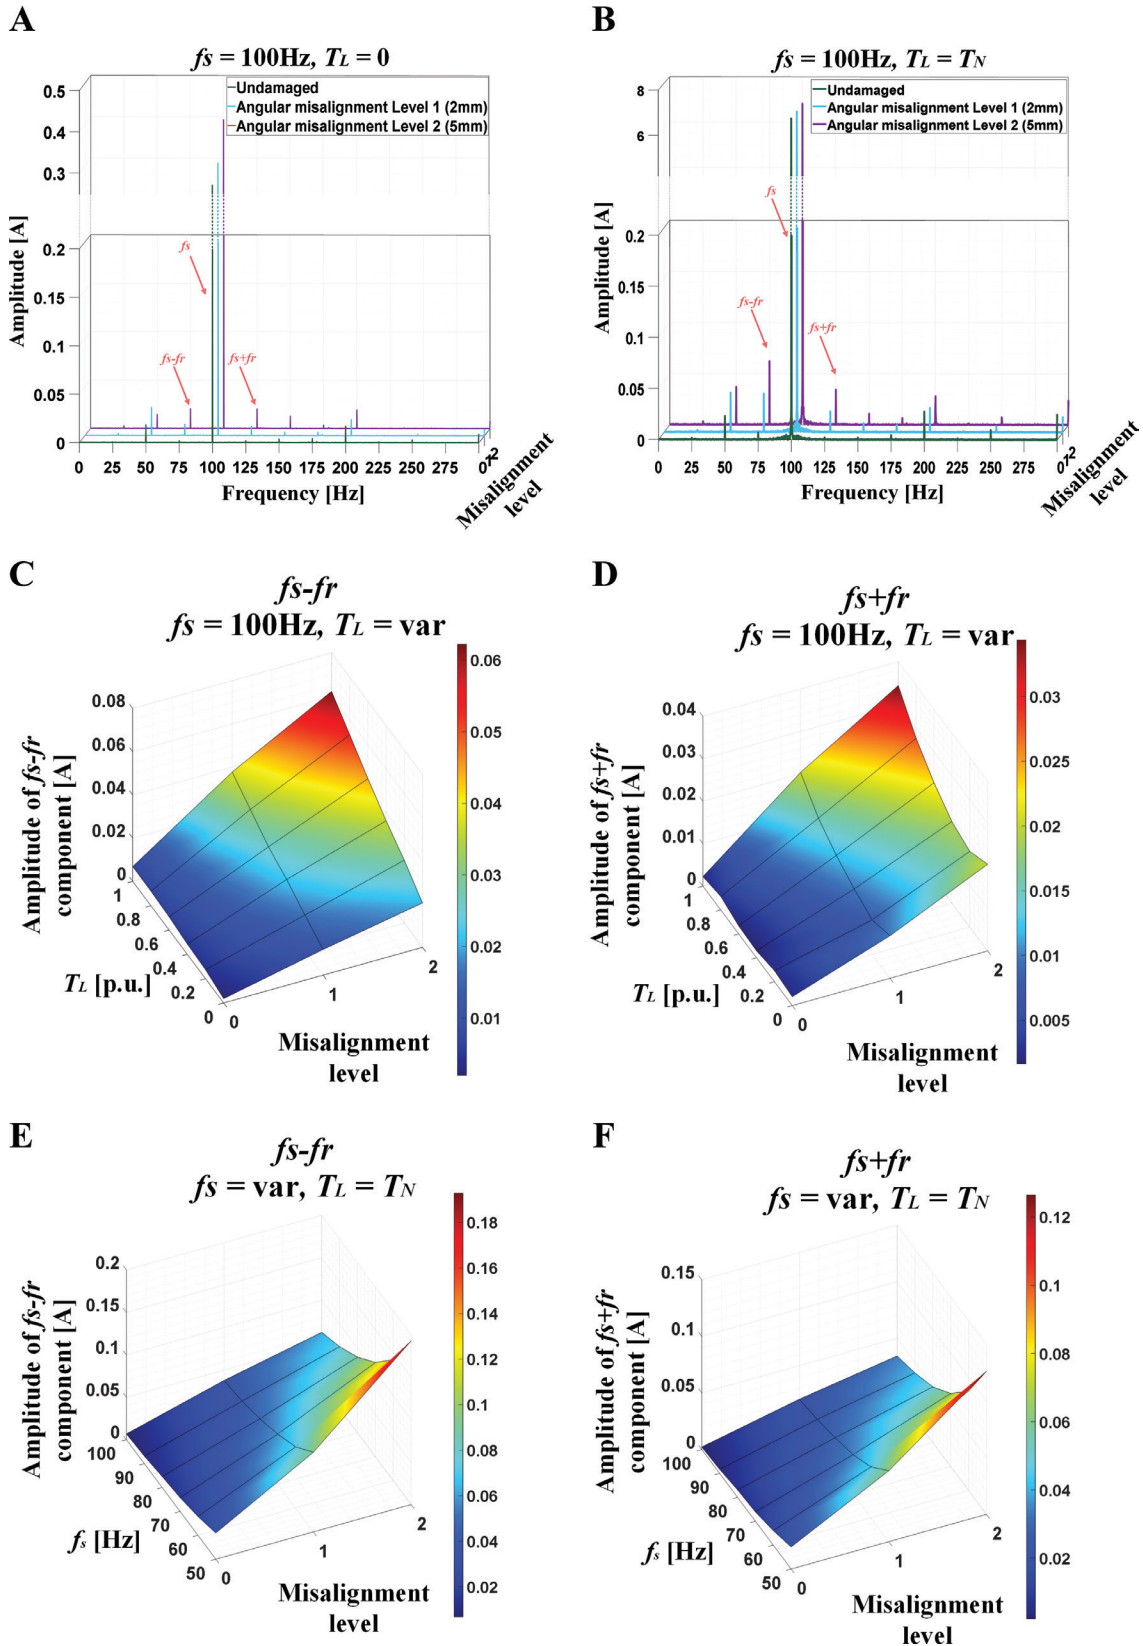 A
fs = 100Hz, TL = 0
Undamaged
Angular misalignment Level 1 (2mm)
Angular misalignment Level 2 (5mm)
0.5
0.4
0.3
0.2
0.15
0.1
0.05
0
Amplitude [A]
fs
fs-fr
fs+fr
0 25 50 75 100 125 150 175 200 225 250 275 300
0 1 2
Frequency [Hz]
Misalignment
level
B
fs = 100Hz, TL = TN
Undamaged
Angular misalignment Level 1 (2mm)
Angular misalignment Level 2 (5mm)
8
6
0.2
0.15
0.1
0.05
0
Amplitude [A]
fs
fs-fr
fs+fr
0 25 50 75 100 125 150 175 200 225 250 275 300
0 1 2
Frequency [Hz]
Misalignment
level
C
fs-fr
fs = 100Hz, TL = var
0.08
0.06
0.04
0.02
0
Amplitude of fs-fr
component [A]
1
0.8
0.6
0.4
0.2
0
TL [p.u.]
0
1
2
Misalignment
level
0.06
0.05
0.04
0.03
0.02
0.01
D
fs+fr
fs = 100Hz, TL = var
0.04
0.03
0.02
0.01
0
Amplitude of fs+fr
component [A]
1
0.8
0.6
0.4
0.2
0
TL [p.u.]
0
1
2
Misalignment
level
0.03
0.025
0.02
0.015
0.01
0.005
E
fs-fr
fs = var, TL = TN
0.2
0.15
0.1
0.05
0
Amplitude of fs-fr
component [A]
100
90
80
70
60
50
fs [Hz]
0
1
2
Misalignment
level
0.18
0.16
0.14
0.12
0.1
0.08
0.06
0.04
0.02
F
fs+fr
fs = var, TL = TN
0.15
0.1
0.05
0
Amplitude of fs+fr
component [A]
100
90
80
70
60
50
fs [Hz]
0
1
2
Misalignment
level
0.12
0.1
0.08
0.06
0.04
0.02